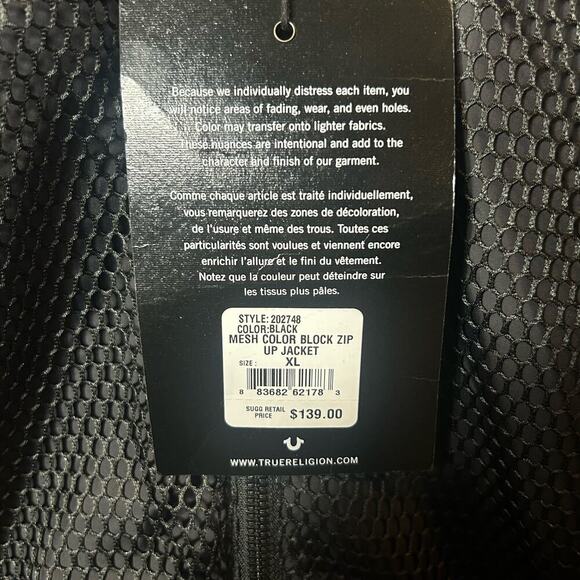 Because we individually distress each item, you
will notice areas of fading, wear, and even holes.
Color may transfer onto lighter fabrics.
These nuances are intentional and add to the
character and finish of our garment.
Comme chaque article est traité individuellement,
vous remarquerez des zones de décoloration,
de l'usure et même des trous. Toutes ces
particularités sont voulues et viennent encore
enrichir l'allure et le fini du vêtement.
Notez que la couleur peut déteindre sur
les tissus plus pâles.
STYLE:202748
COLOR:BLACK
MESH COLOR BLOCK ZIP
UP JACKET
SIZE : XL
8 83682 62178 3
SUGG RETAIL
PRICE $139.00
WWW.TRUERELIGION.COM